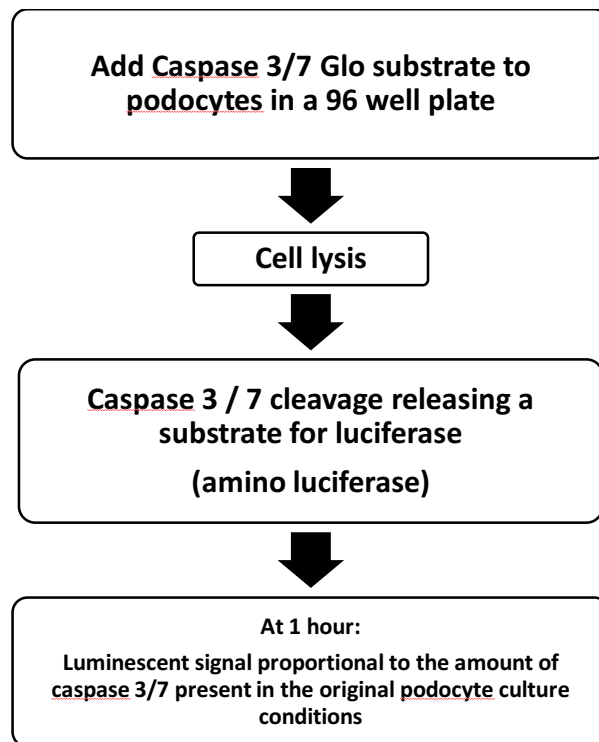 Add Caspase 3/7 Glo substrate to
podocytes in a 96 well plate
Cell lysis
Caspase 3 / 7 cleavage releasing a
substrate for luciferase
(amino luciferase)
At 1 hour:
Luminescent signal proportional to the amount of
caspase 3/7 present in the original podocyte culture
conditions